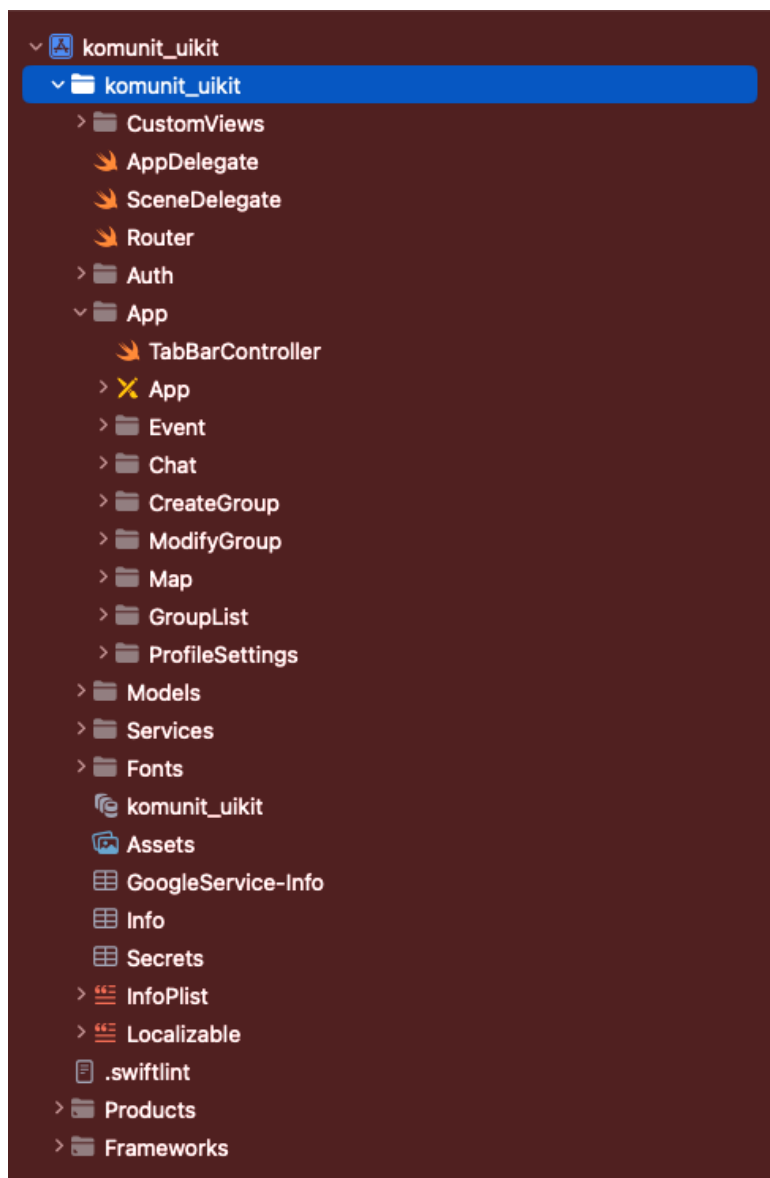 komunit_uikit
komunit_uikit
CustomViews
AppDelegate
SceneDelegate
Router
Auth
App
TabBarController
App
Event
Chat
CreateGroup
ModifyGroup
Map
GroupList
ProfileSettings
Models
Services
Fonts
komunit_uikit
Assets
GoogleService-Info
Info
Secrets
InfoPlist
Localizable
.swiftlint
Products
Frameworks